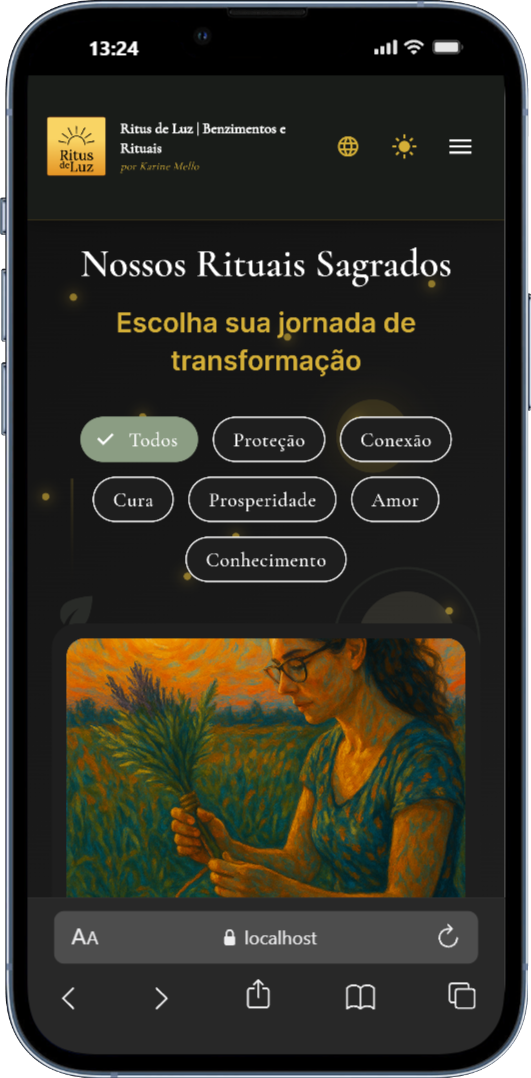 13:24
Ritus
de Luz
Ritus de Luz | Benzimentos e
Rituais
por Karine Mello
Nossos Rituais Sagrados
Escolha sua jornada de
transformação
Todos
Proteção
Conexão
Cura
Prosperidade
Amor
Conhecimento
AA
localhost